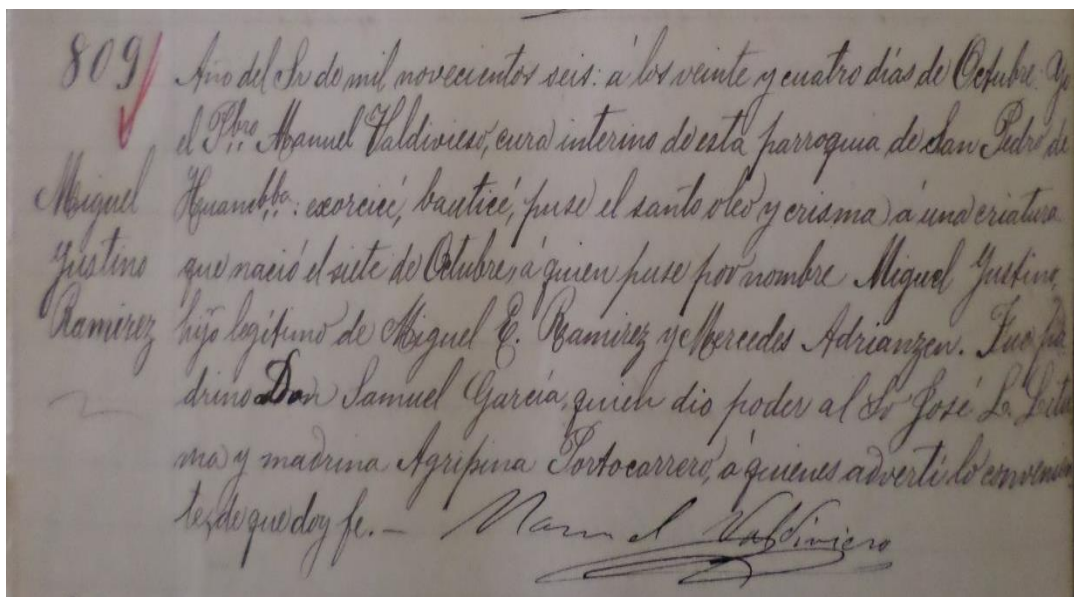 809
Miguel
Justino
Ramirez
Año del Sr de mil novecientos seis: á los veinte y cuatro días de Octubre. Yo
el Pbro. Manuel Valdivieso, cura interino de esta parroquia de San Pedro de
Huambba: exorcicé, bauticé, puse el santo oleo y crisma á una criatura
que nació el siete de Octubre, á quien puse por nombre Miguel Justino,
hijo legítimo de Miguel E. Ramirez y Mercedes Adrianzen. Fue pa
drino Don Samuel García, quien dio poder al Sr José L. Litu
ma y madrina Agripina Portocarrero, á quienes advertí lo convenien
te, de que doy fe. —
Manuel Valdivieso